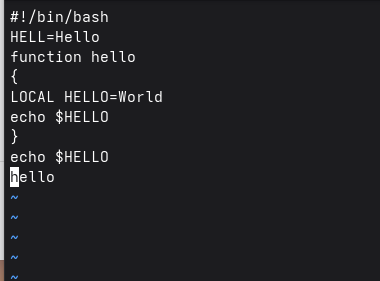 #!/bin/bash
HELL=Hello
function hello
{
LOCAL HELLO=World
echo $HELLO
}
echo $HELLO
hello
~
~
~
~
~